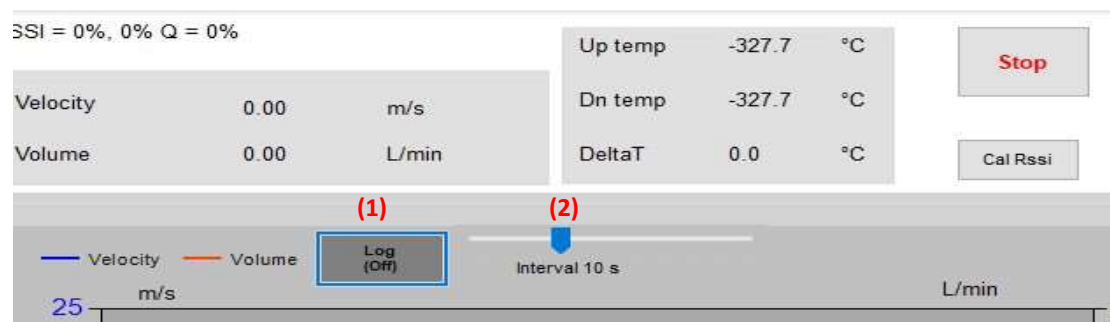 SSI = 0%, 0% Q = 0%
Up temp -327.7 °C
Stop
Velocity 0.00 m/s
Dn temp -327.7 °C
Volume 0.00 L/min
DeltaT 0.0 °C
Cal Rssi
(1) (2)
Velocity Volume
Log
(Off)
Interval 10 s
m/s L/min
25